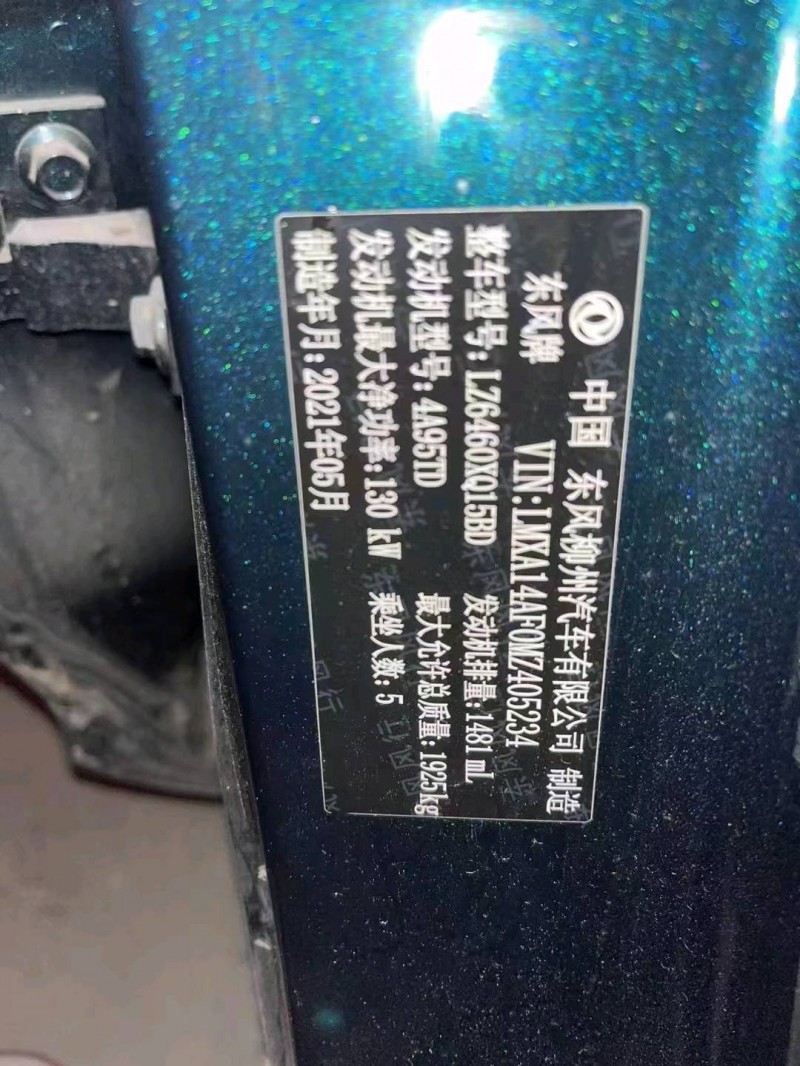 中国 东风柳州汽车有限公司 制造
东风牌 VIN:LMXA14AF0MZ405234
整车型号:LZ6460XQ15BD 发动机排量:1481 mL
发动机型号:4A95TD 最大允许总质量:1925kg
发动机最大净功率:130 kW 乘坐人数:5
制造年月:2021年05月